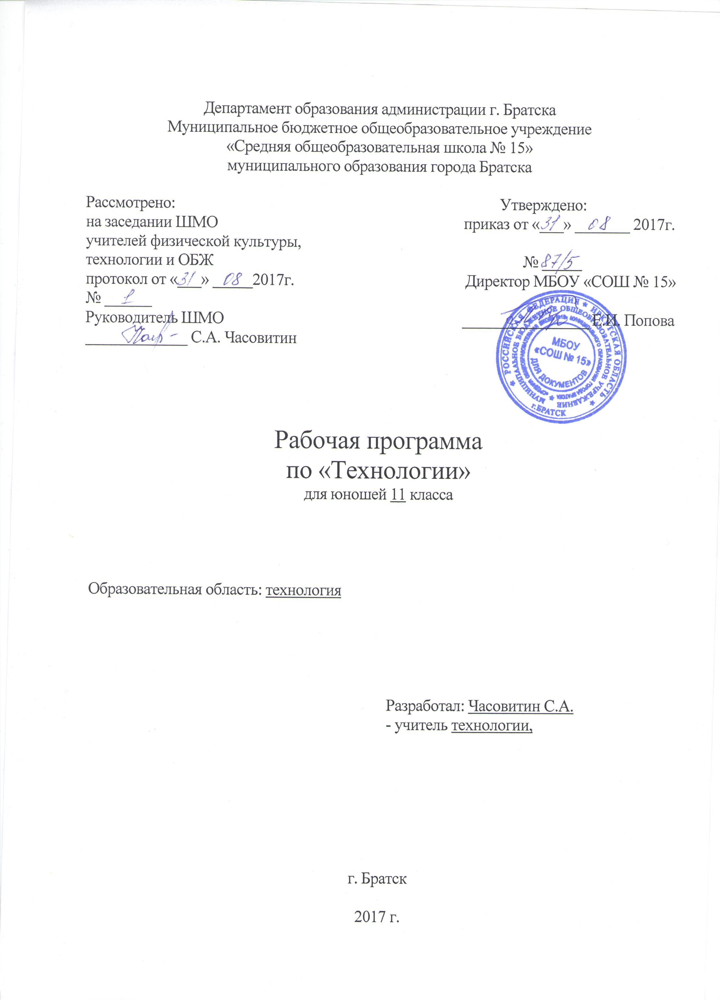 Департамент образования администрации г. Братска
Муниципальное бюджетное общеобразовательное учреждение
«Средняя общеобразовательная школа № 15»
муниципального образования города Братска
Рассмотрено:
на заседании ШМО
учителей физической культуры,
технологии и ОБЖ
протокол от «31» 08 2017г.
№ 1
Руководитель ШМО
С.А. Часовитин
Утверждено:
приказ от «31» 08 2017г.
№ 87/5
Директор МБОУ «СОШ № 15»
Е.И. Попова
* РОССИЙСКАЯ ФЕДЕРАЦИЯ * ИРКУТСКАЯ ОБЛАСТЬ *
г.БРАТСК
МУНИЦИПАЛЬНОЕ БЮДЖЕТНОЕ ОБЩЕОБРАЗОВАТЕЛЬНОЕ УЧРЕЖДЕНИЕ
МБОУ
«СОШ № 15»
ДЛЯ ДОКУМЕНТОВ
Рабочая программа
по «Технологии»
для юношей 11 класса
Образовательная область: технология
Разработал: Часовитин С.А.
- учитель технологии,
г. Братск
2017 г.